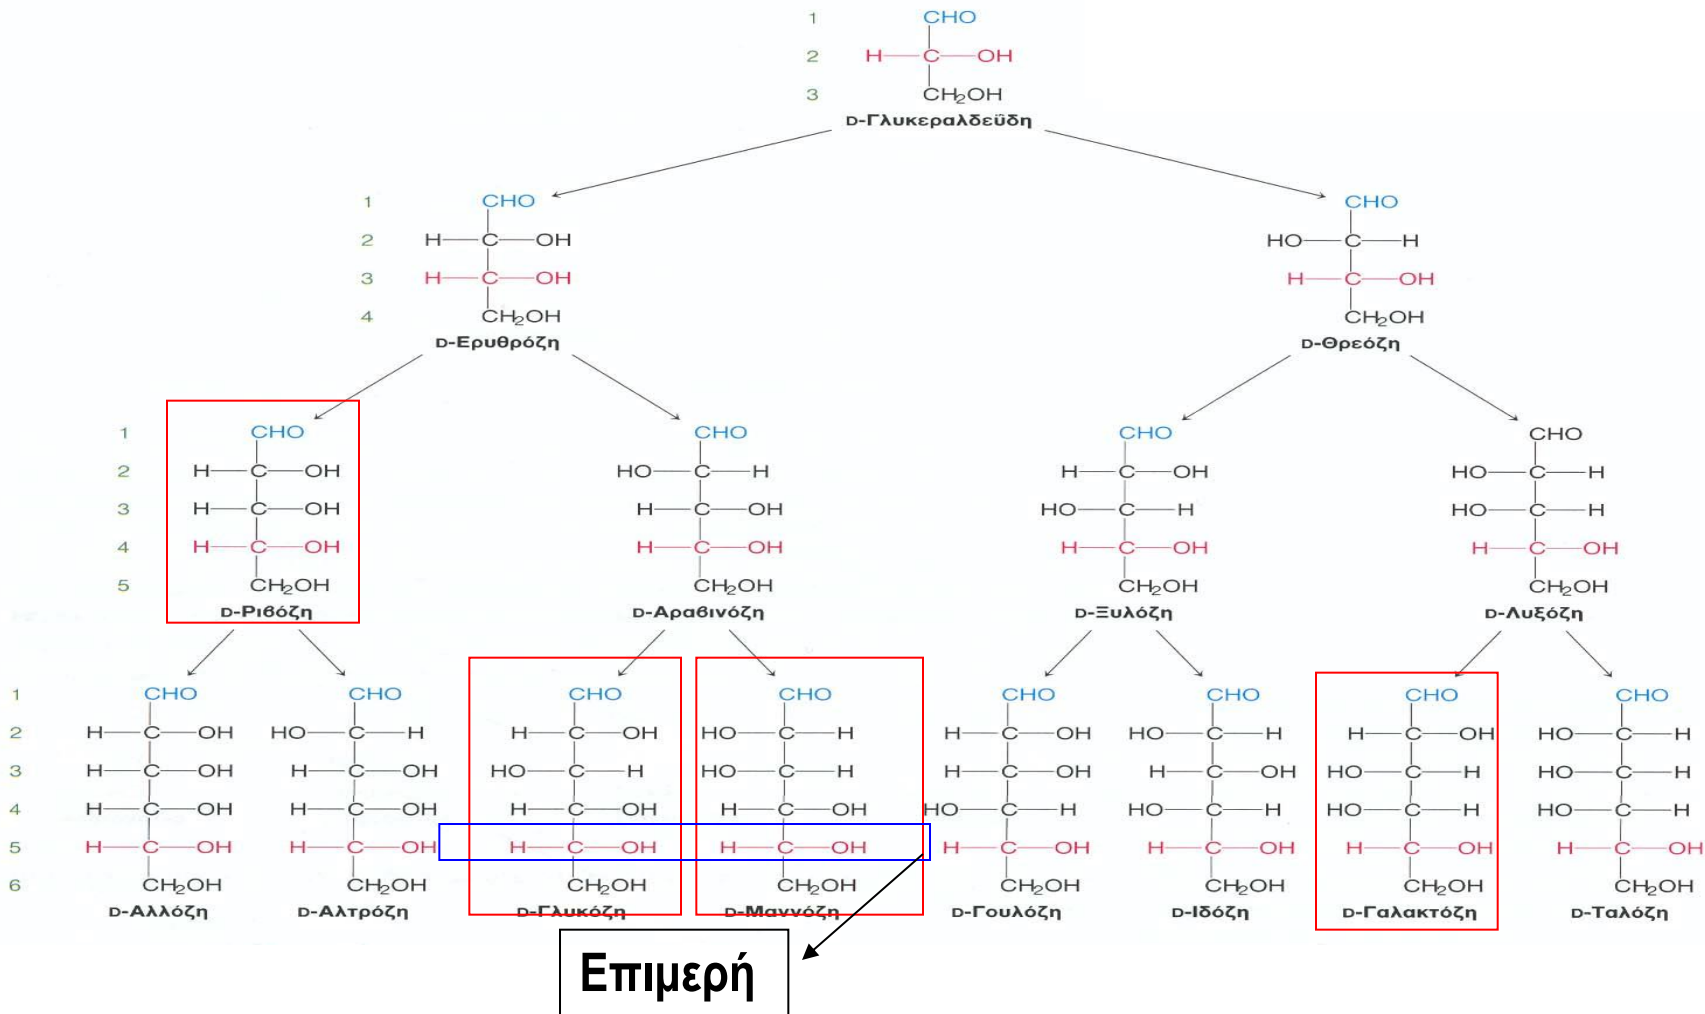 1 CHO
2 H C OH
3 CH2OH
D-Γλυκεραλδεΰδη
1 CHO CHO
2 H C OH HO C H
3 H C OH H C OH
4 CH2OH CH2OH
D-Ερυθρόζη D-Θρεόζη
1 CHO CHO CHO CHO
2 H C OH HO C H H C OH HO C H
3 H C OH H C OH HO C H HO C H
4 H C OH H C OH H C OH H C OH
5 CH2OH CH2OH CH2OH CH2OH
D-Ριβόζη D-Αραβινόζη D-Ξυλόζη D-Λυξόζη
1 CHO CHO CHO CHO CHO CHO CHO CHO
2 H C OH HO C H H C OH HO C H H C OH HO C H H C OH HO C H
3 H C OH H C OH HO C H HO C H H C OH H C OH HO C H HO C H
4 H C OH H C OH H C OH H C OH HO C H HO C H HO C H HO C H
5 H C OH H C OH H C OH H C OH H C OH H C OH H C OH H C OH
6 CH2OH CH2OH CH2OH CH2OH CH2OH CH2OH CH2OH CH2OH
D-Αλλόζη D-Αλτρόζη D-Γλυκόζη D-Μαννόζη D-Γουλόζη D-Ιδόζη D-Γαλακτόζη D-Ταλόζη
Επιμερή